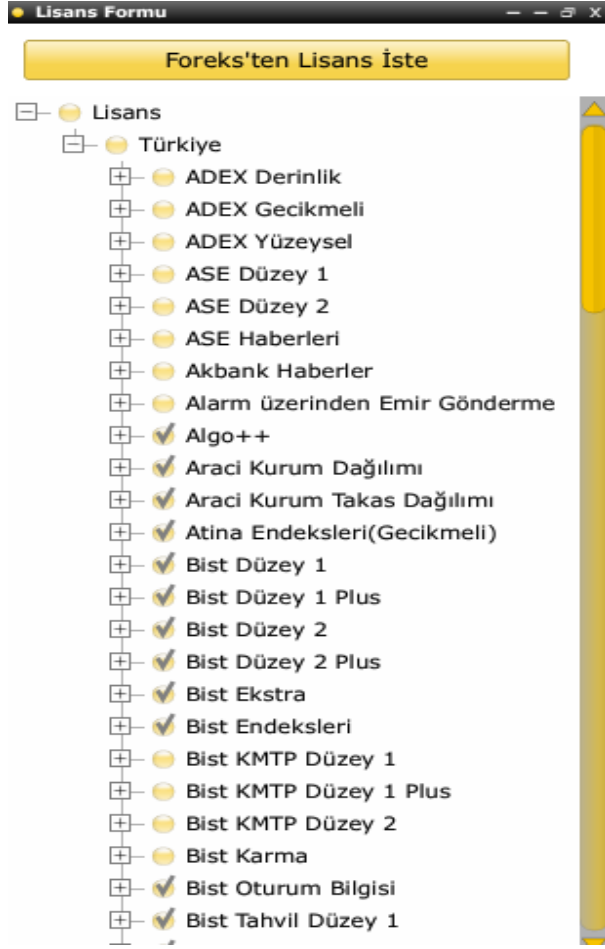 Lisans Formu
Foreks'ten Lisans İste
Lisans
Türkiye
ADEX Derinlik
ADEX Gecikmeli
ADEX Yüzeysel
ASE Düzey 1
ASE Düzey 2
ASE Haberleri
Akbank Haberler
Alarm üzerinden Emir Gönderme
Algo++
Araci Kurum Dağılımı
Araci Kurum Takas Dağılımı
Atina Endeksleri(Gecikmeli)
Bist Düzey 1
Bist Düzey 1 Plus
Bist Düzey 2
Bist Düzey 2 Plus
Bist Ekstra
Bist Endeksleri
Bist KMTP Düzey 1
Bist KMTP Düzey 1 Plus
Bist KMTP Düzey 2
Bist Karma
Bist Oturum Bilgisi
Bist Tahvil Düzey 1